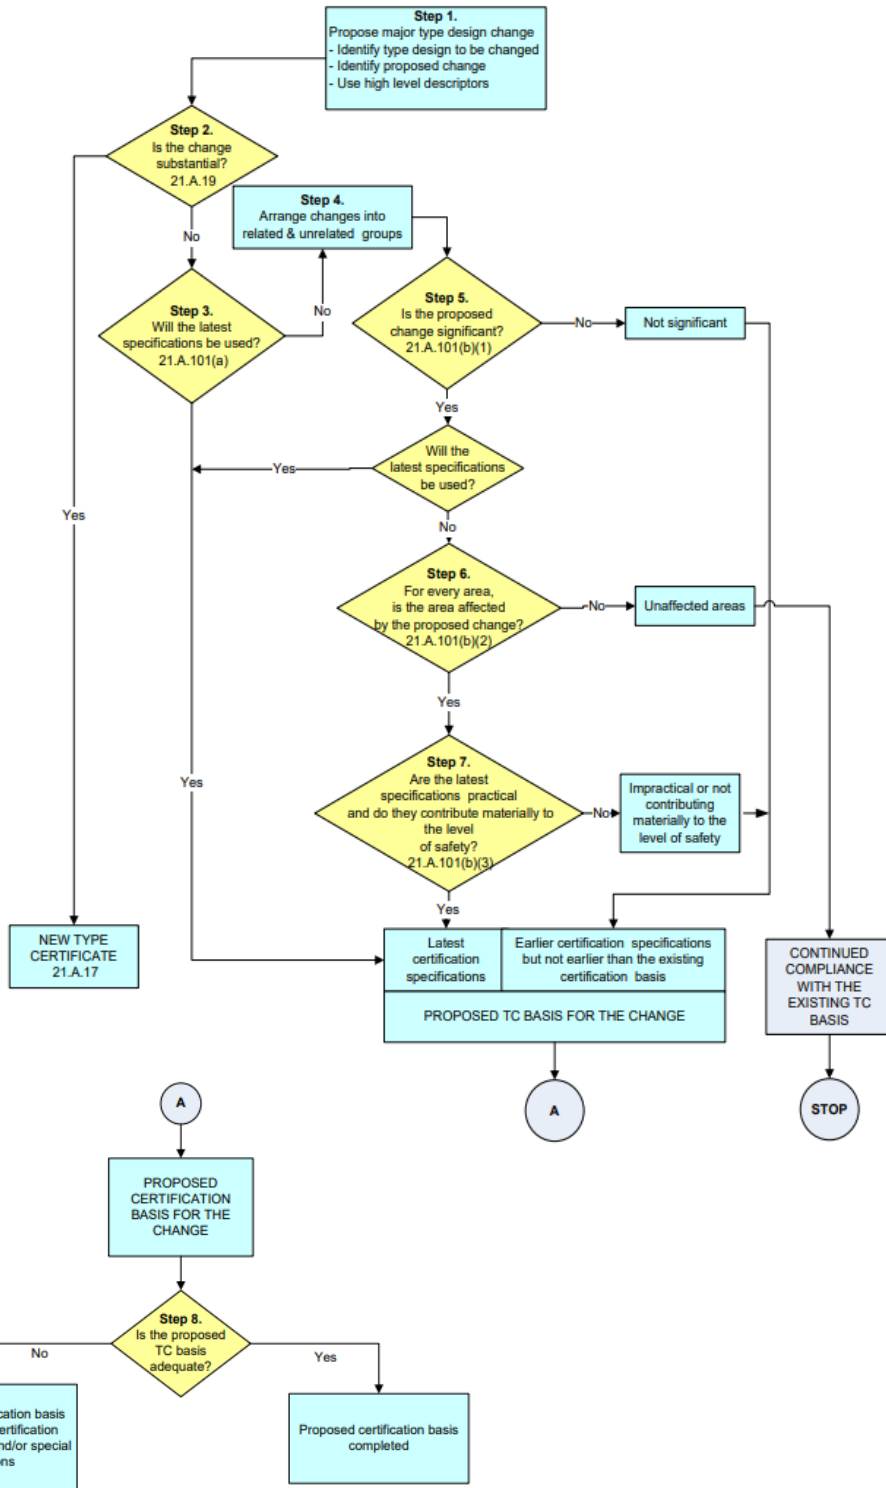 Step 1.
Propose major type design change
- Identify type design to be changed
- Identify proposed change
- Use high level descriptors
Step 2.
Is the change
substantial?
21.A.19
No
Step 3.
Will the latest
specifications be used?
21.A.101(a)
No
Step 4.
Arrange changes into
related & unrelated groups
Step 5.
Is the proposed
change significant?
21.A.101(b)(1)
No
Not significant
Yes
Will the
latest specifications
be used?
Yes
No
Yes
Step 6.
For every area,
is the area affected
by the proposed change?
21.A.101(b)(2)
No
Unaffected areas
Yes
Yes
Step 7.
Are the latest
specifications practical
and do they contribute materially to
the level
of safety?
21.A.101(b)(3)
No
Impractical or not
contributing
materially to the
level of safety
Yes
NEW TYPE
CERTIFICATE
21.A.17
Latest
certification
specifications
Earlier certification specifications
but not earlier than the existing
certification basis
PROPOSED TC BASIS FOR THE CHANGE
CONTINUED
COMPLIANCE
WITH THE
EXISTING TC
BASIS
A
STOP
A
PROPOSED
CERTIFICATION
BASIS FOR THE
CHANGE
Step 8.
Is the proposed
TC basis
adequate?
No
Yes
cation basis
ertification
nd/or special
ons
Proposed certification basis
completed